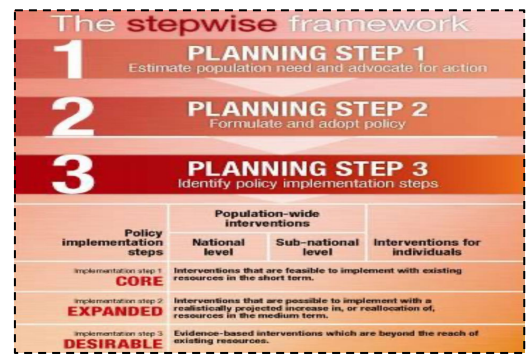 The stepwise framework
1 PLANNING STEP 1
Estimate population need and advocate for action
2 PLANNING STEP 2
Formulate and adopt policy
3 PLANNING STEP 3
Identify policy implementation steps
Policy implementation steps
Population-wide interventions
National level
Sub-national level
Interventions for individuals
Implementation step 1
CORE
Interventions that are feasible to implement with existing
resources in the short term.
Implementation step 2
EXPANDED
Interventions that are possible to implement with a
realistically projected increase in, or reallocation of,
resources in the medium term.
Implementation step 3
DESIRABLE
Evidence-based interventions which are beyond the reach of
existing resources.